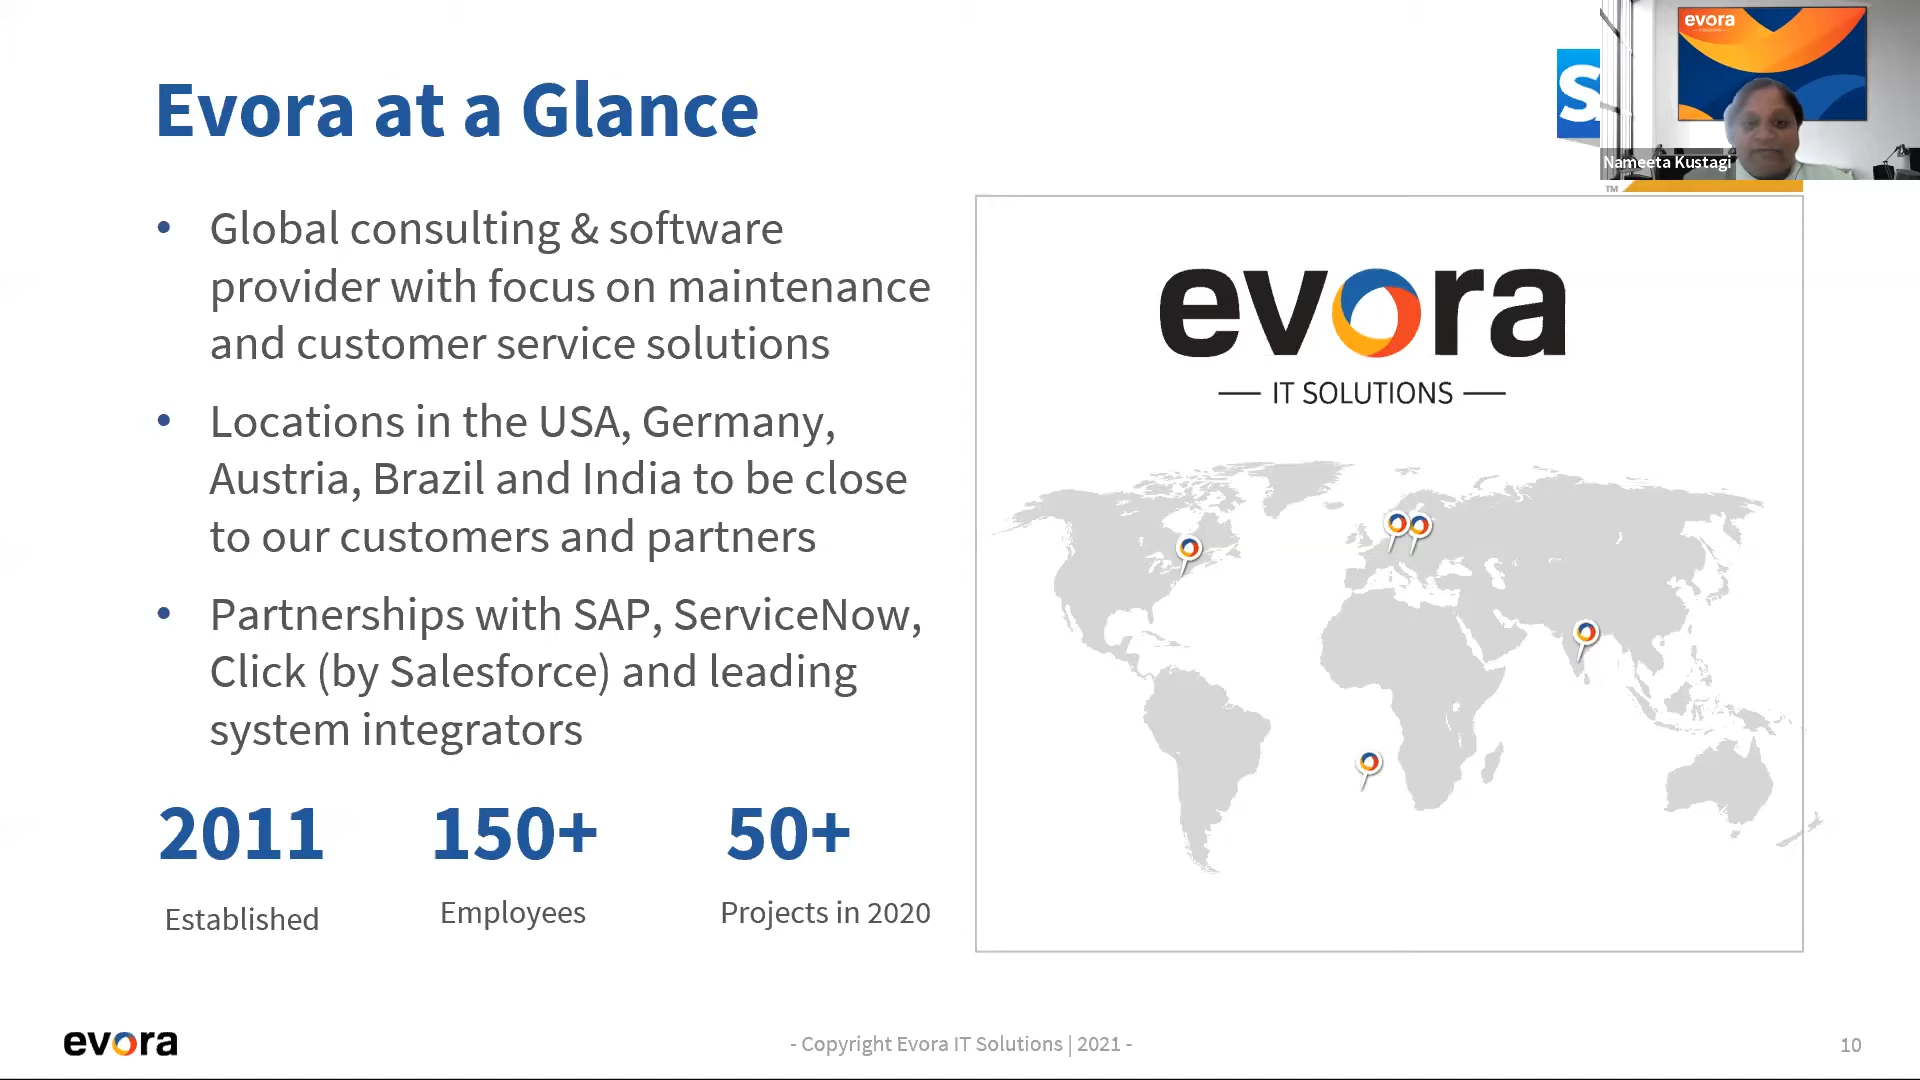 evora
IT SOLUTIONS
Nameeta Kustagi
S
TM
Evora at a Glance
• Global consulting & software
provider with focus on maintenance
and customer service solutions
• Locations in the USA, Germany,
Austria, Brazil and India to be close
to our customers and partners
• Partnerships with SAP, ServiceNow,
Click (by Salesforce) and leading
system integrators
2011
Established
150+
Employees
50+
Projects in 2020
evora
IT SOLUTIONS
evora
- Copyright Evora IT Solutions | 2021 -
10